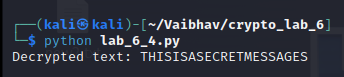 ┌──(kali㉿kali)-[~/Vaibhav/crypto_lab_6]
└─$ python lab_6_4.py
Decrypted text: THISISASECRETMESSAGES